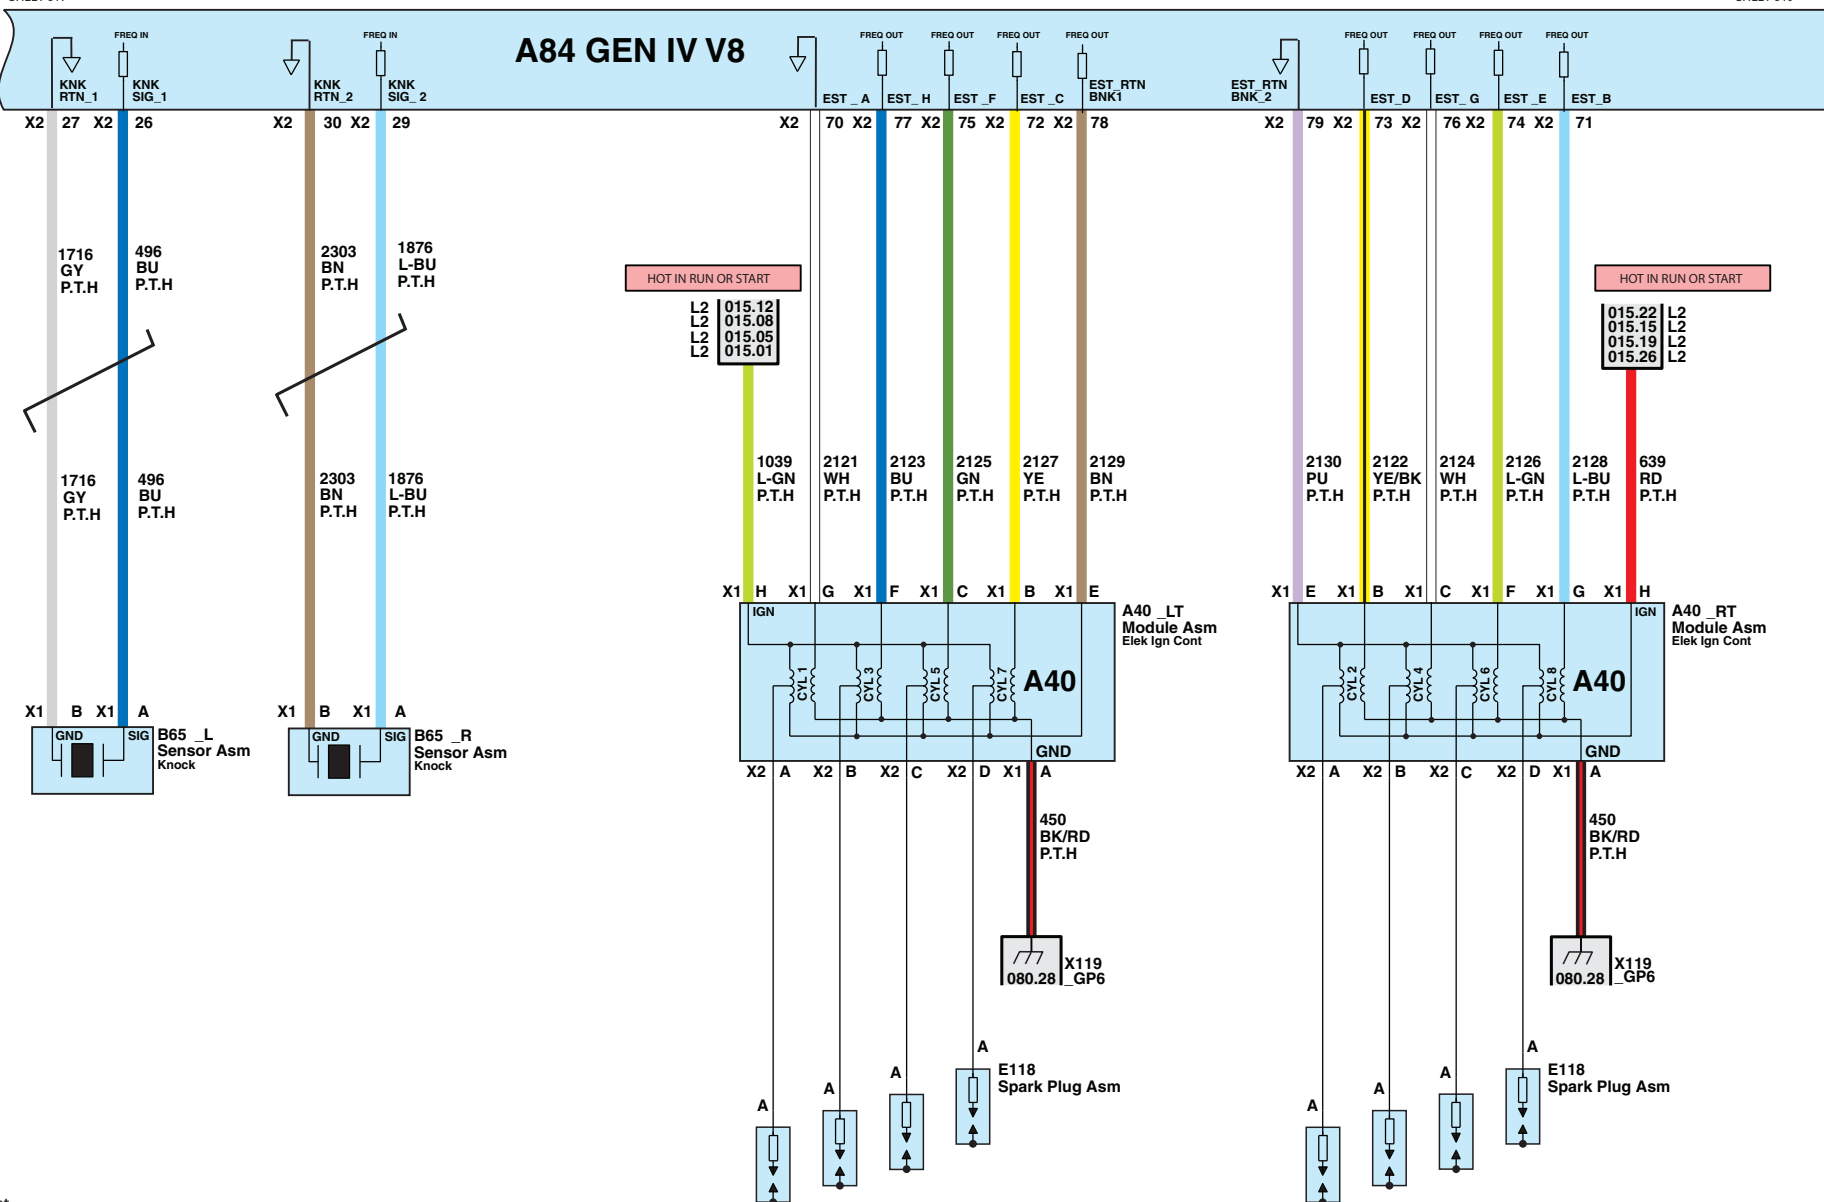 A84 GEN IV V8
FREQ IN
FREQ IN
FREQ OUT
FREQ OUT
FREQ OUT
FREQ OUT
FREQ OUT
FREQ OUT
FREQ OUT
FREQ OUT
KNK
RTN_1
KNK
SIG_1
KNK
RTN_2
KNK
SIG_2
EST _ A
EST_ H
EST _F
EST _C
EST_RTN
BNK1
EST_RTN
BNK_2
EST_D
EST_ G
EST _E
EST_B
X2 27 X2 26
X2 30 X2 29
X2 70 X2 77 X2 75 X2 72 X2 78
X2 79 X2 73 X2 76 X2 74 X2 71
1716
GY
P.T.H
496
BU
P.T.H
2303
BN
P.T.H
1876
L-BU
P.T.H
HOT IN RUN OR START
L2 015.12
L2 015.08
L2 015.05
L2 015.01
HOT IN RUN OR START
015.22 L2
015.15 L2
015.19 L2
015.26 L2
1716
GY
P.T.H
496
BU
P.T.H
2303
BN
P.T.H
1876
L-BU
P.T.H
1039
L-GN
P.T.H
2121
WH
P.T.H
2123
BU
P.T.H
2125
GN
P.T.H
2127
YE
P.T.H
2129
BN
P.T.H
2130
PU
P.T.H
2122
YE/BK
P.T.H
2124
WH
P.T.H
2126
L-GN
P.T.H
2128
L-BU
P.T.H
639
RD
P.T.H
X1 H X1 G X1 F X1 C X1 B X1 E
X1 E X1 B X1 C X1 F X1 G X1 H
IGN
CYL 1
CYL 3
CYL 5
CYL 7
A40
GND
A40 _LT
Module Asm
Elek Ign Cont
IGN
CYL 2
CYL 4
CYL 6
CYL 8
A40
GND
A40 _RT
Module Asm
Elek Ign Cont
X1 B X1 A
GND SIG
B65 _L
Sensor Asm
Knock
X1 B X1 A
GND SIG
B65 _R
Sensor Asm
Knock
X2 A X2 B X2 C X2 D X1 A
X2 A X2 B X2 C X2 D X1 A
450
BK/RD
P.T.H
450
BK/RD
P.T.H
080.28
X119
_GP6
080.28
X119
_GP6
A
A
A
A
E118
Spark Plug Asm
A
A
A
A
E118
Spark Plug Asm